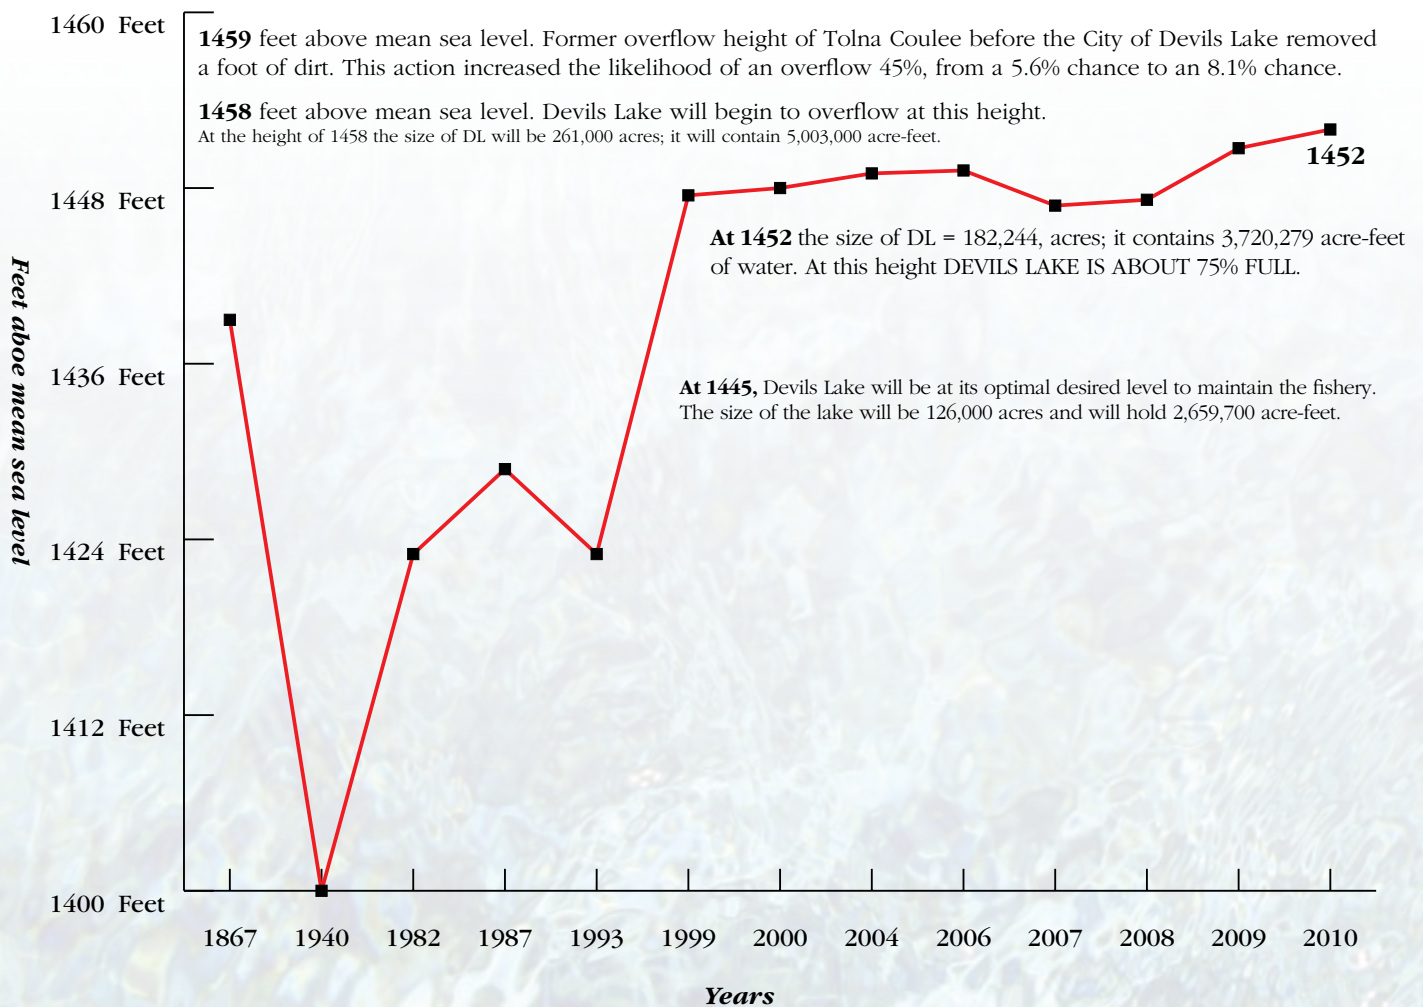 1460 Feet
1459 feet above mean sea level. Former overflow height of Tolna Coulee before the City of Devils Lake removed
a foot of dirt. This action increased the likelihood of an overflow 45%, from a 5.6% chance to an 8.1% chance.
1458 feet above mean sea level. Devils Lake will begin to overflow at this height.
At the height of 1458 the size of DL will be 261,000 acres; it will contain 5,003,000 acre-feet.
1452
1448 Feet
At 1452 the size of DL = 182,244, acres; it contains 3,720,279 acre-feet
of water. At this height DEVILS LAKE IS ABOUT 75% FULL.
Feet aboe mean sea level
1436 Feet
At 1445, Devils Lake will be at its optimal desired level to maintain the fishery.
The size of the lake will be 126,000 acres and will hold 2,659,700 acre-feet.
1424 Feet
1412 Feet
1400 Feet
1867 1940 1982 1987 1993 1999 2000 2004 2006 2007 2008 2009 2010
Years